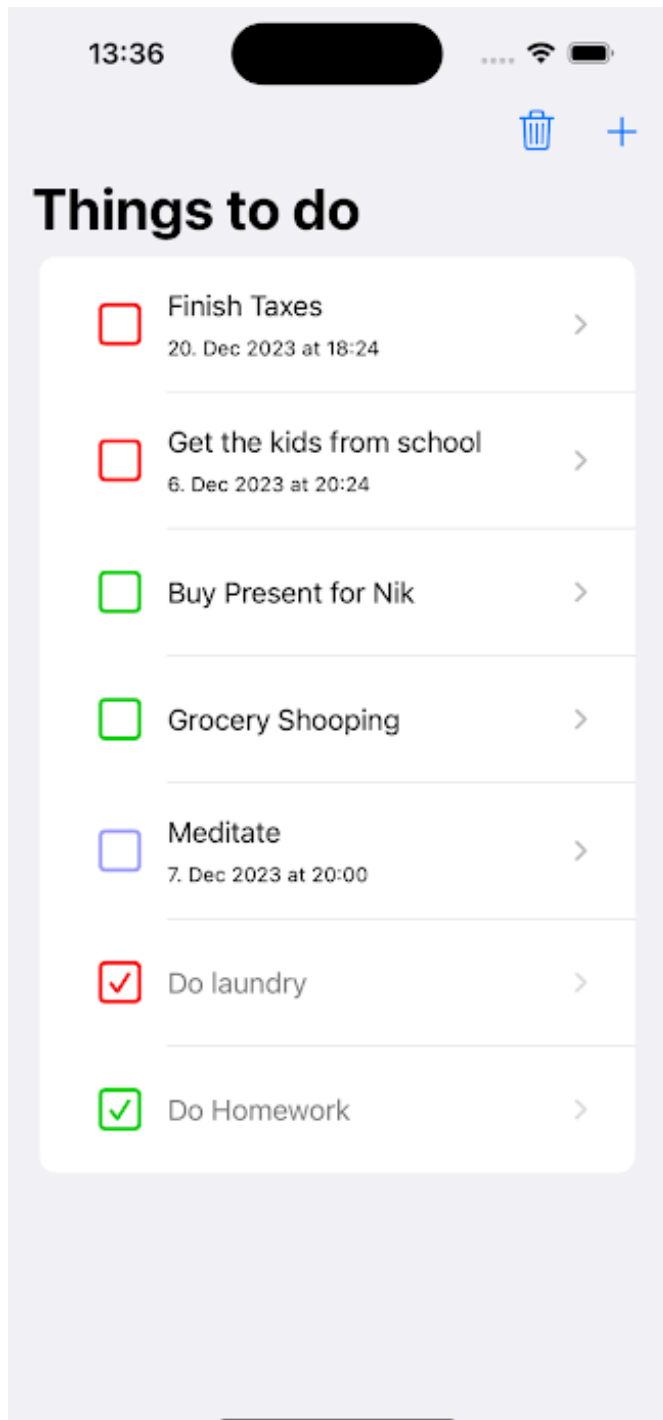 13:36
Things to do
Finish Taxes
20. Dec 2023 at 18:24
Get the kids from school
6. Dec 2023 at 20:24
Buy Present for Nik
Grocery Shooping
Meditate
7. Dec 2023 at 20:00
Do laundry
Do Homework